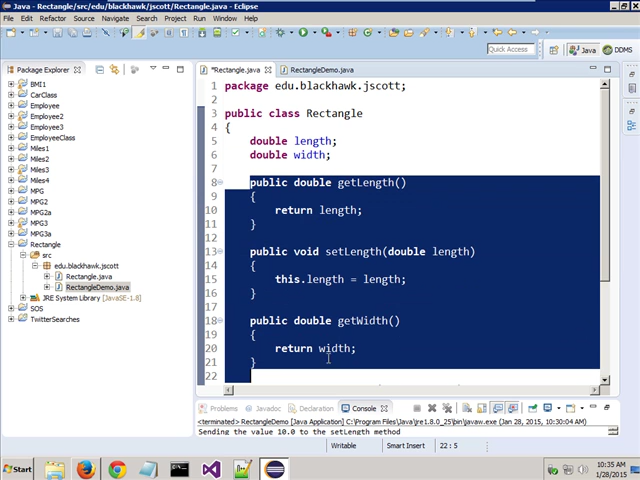 Java - Rectangle/src/edu/blackhawk/jscott/Rectangle.java - Eclipse
File Edit Refactor Source Navigate Search Project Run Window Help
Quick Access
Java
DDMS
Package Explorer
*Rectangle.java
RectangleDemo.java
BMI1
CarClass
Employee
Employee2
Employee3
EmployeeClass
Miles1
Miles2
Miles3
Miles4
MPG
MPG2
MPG2a
MPG3
MPG3a
Rectangle
src
edu.blackhawk.jscott
Rectangle.java
RectangleDemo.java
JRE System Library [JavaSE-1.8]
SOS
TwitterSearches
1 package edu.blackhawk.jscott;
2
3 public class Rectangle
4 {
5 double length;
6 double width;
7
8 public double getLength()
9 {
10 return length;
11 }
12
13 public void setLength(double length)
14 {
15 this.length = length;
16 }
17
18 public double getWidth()
19 {
20 return width;
21 }
22
Problems Javadoc Declaration Console
<terminated> RectangleDemo [Java Application] C:\Program Files\Java\jre1.8.0_25\bin\javaw.exe (Jan 28, 2015, 10:30:04 AM)
Sending the value 10.0 to the setLength method
Writable Smart Insert 22 : 5
Start
10:35 AM
1/28/2015